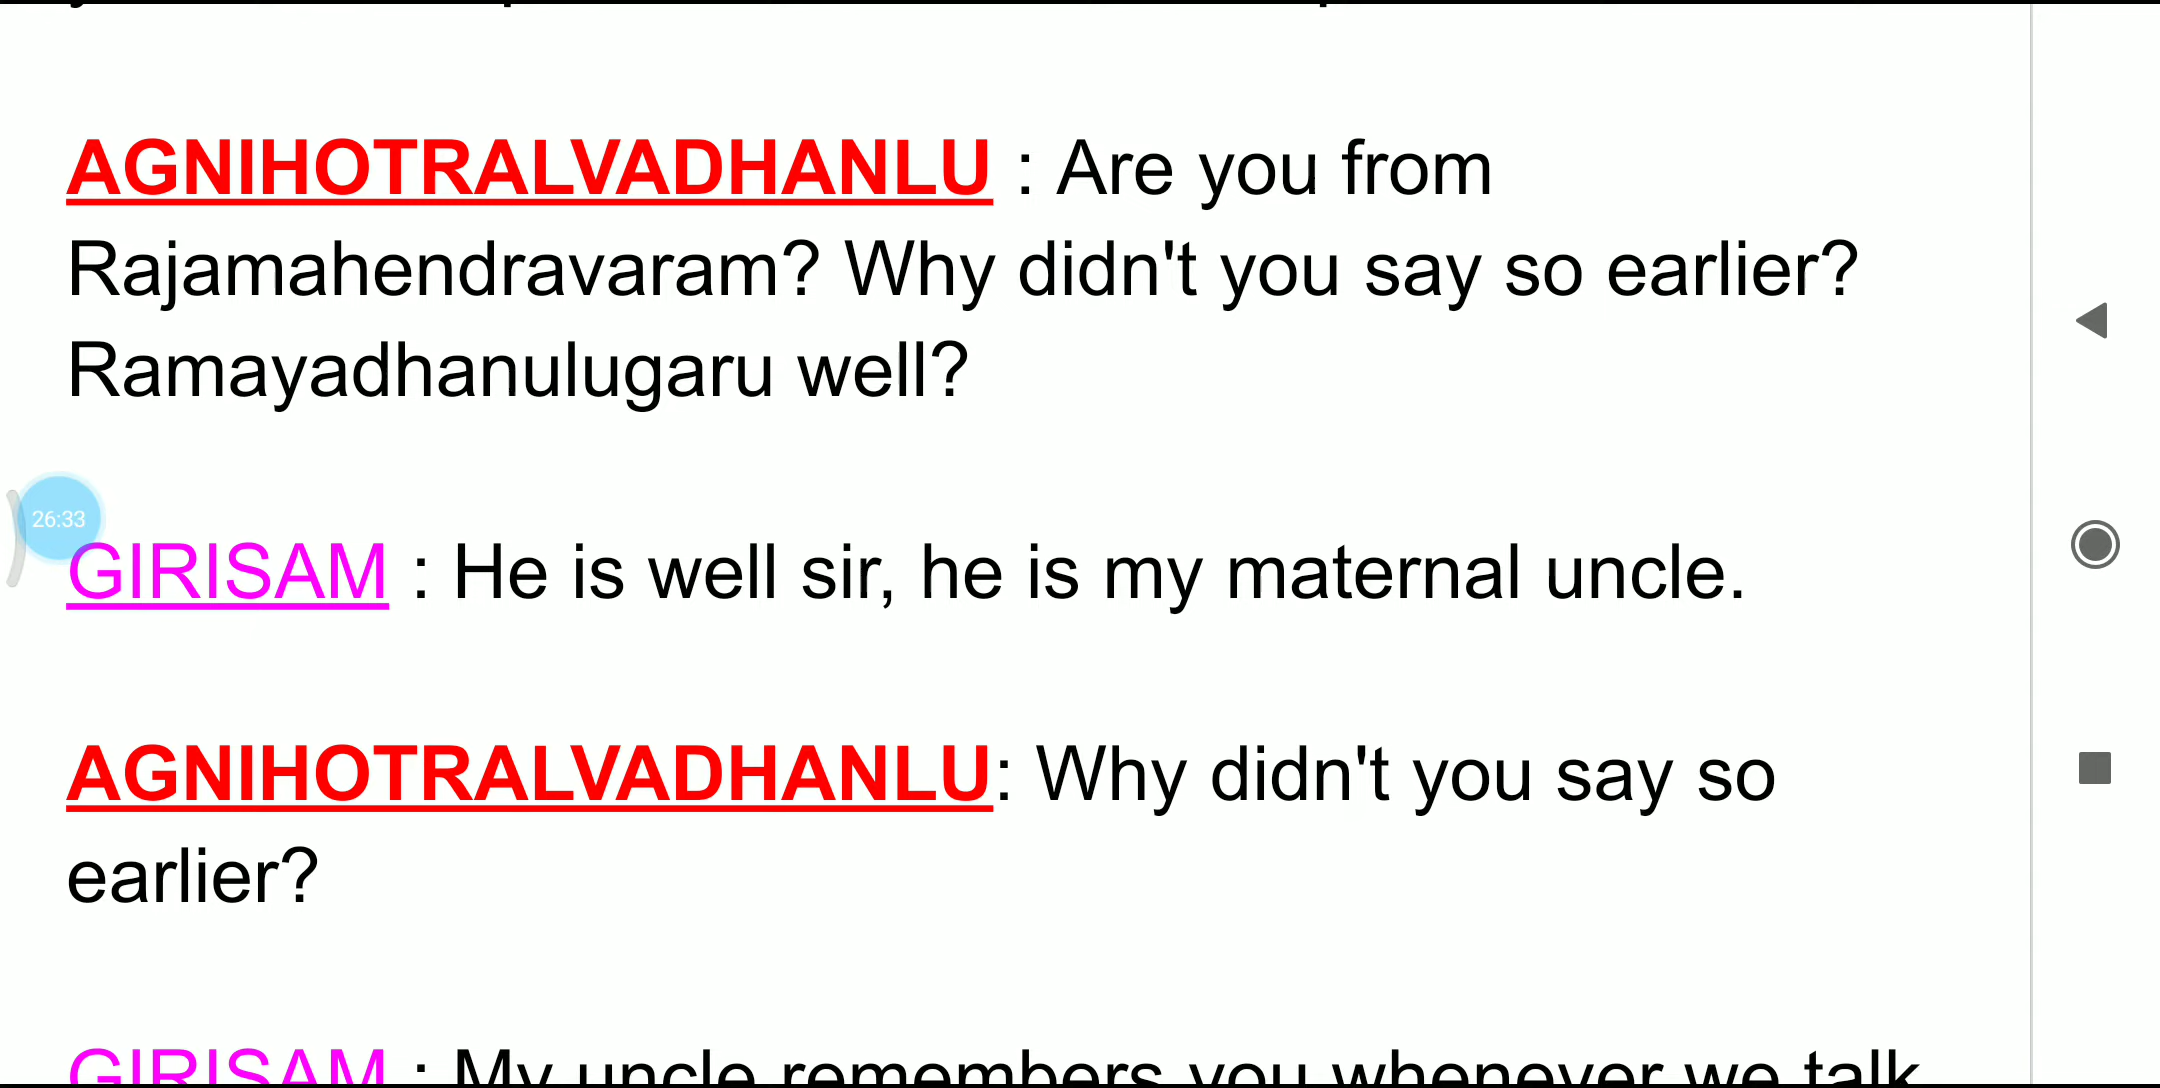 AGNIHOTRALVADHANLU : Are you from
Rajamahendravaram? Why didn't you say so earlier?
Ramayadhanulugaru well?
26:33
GIRISAM : He is well sir, he is my maternal uncle.
AGNIHOTRALVADHANLU: Why didn't you say so
earlier?
GIRISAM : My uncle remembers you whenever we talk